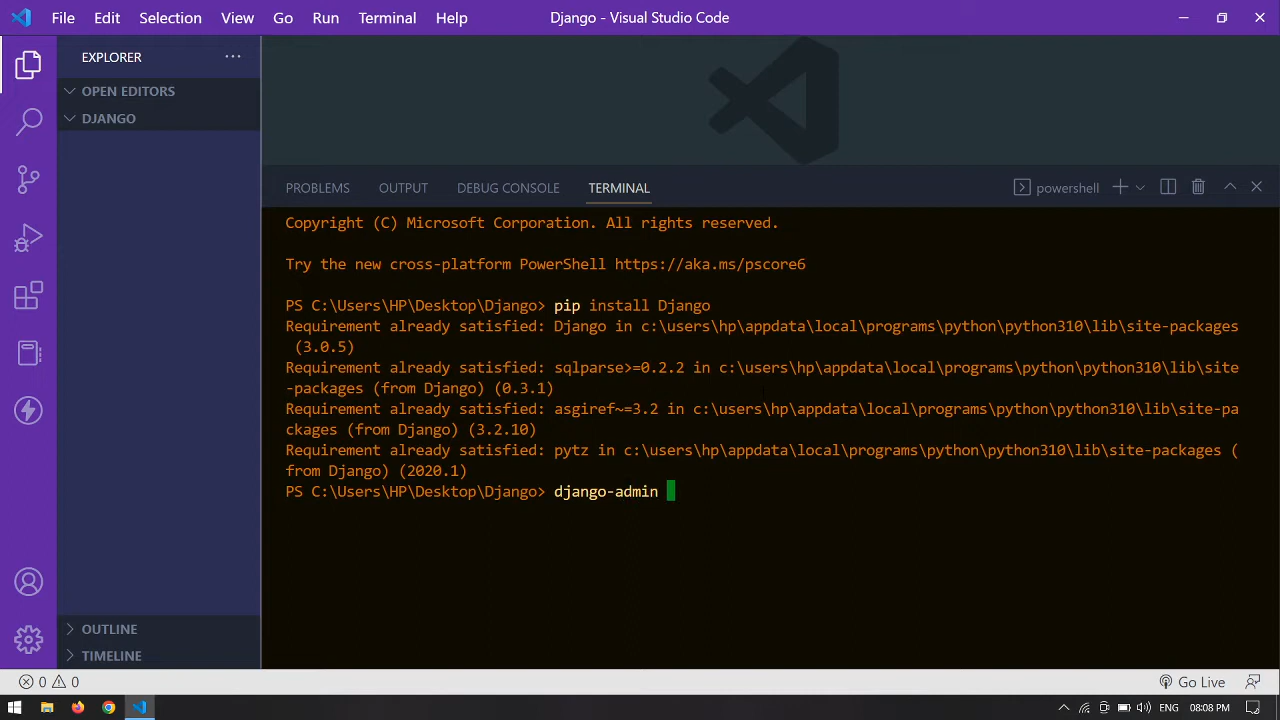 File Edit Selection View Go Run Terminal Help Django - Visual Studio Code
EXPLORER
OPEN EDITORS
DJANGO
PROBLEMS OUTPUT DEBUG CONSOLE TERMINAL powershell
Copyright (C) Microsoft Corporation. All rights reserved.
Try the new cross-platform PowerShell https://aka.ms/pscore6
PS C:\Users\HP\Desktop\Django> pip install Django
Requirement already satisfied: Django in c:\users\hp\appdata\local\programs\python\python310\lib\site-packages
(3.0.5)
Requirement already satisfied: sqlparse>=0.2.2 in c:\users\hp\appdata\local\programs\python\python310\lib\site
-packages (from Django) (0.3.1)
Requirement already satisfied: asgiref~=3.2 in c:\users\hp\appdata\local\programs\python\python310\lib\site-pa
ckages (from Django) (3.2.10)
Requirement already satisfied: pytz in c:\users\hp\appdata\local\programs\python\python310\lib\site-packages (
from Django) (2020.1)
PS C:\Users\HP\Desktop\Django> django-admin
OUTLINE
TIMELINE
0 0 Go Live
ENG 08:08 PM